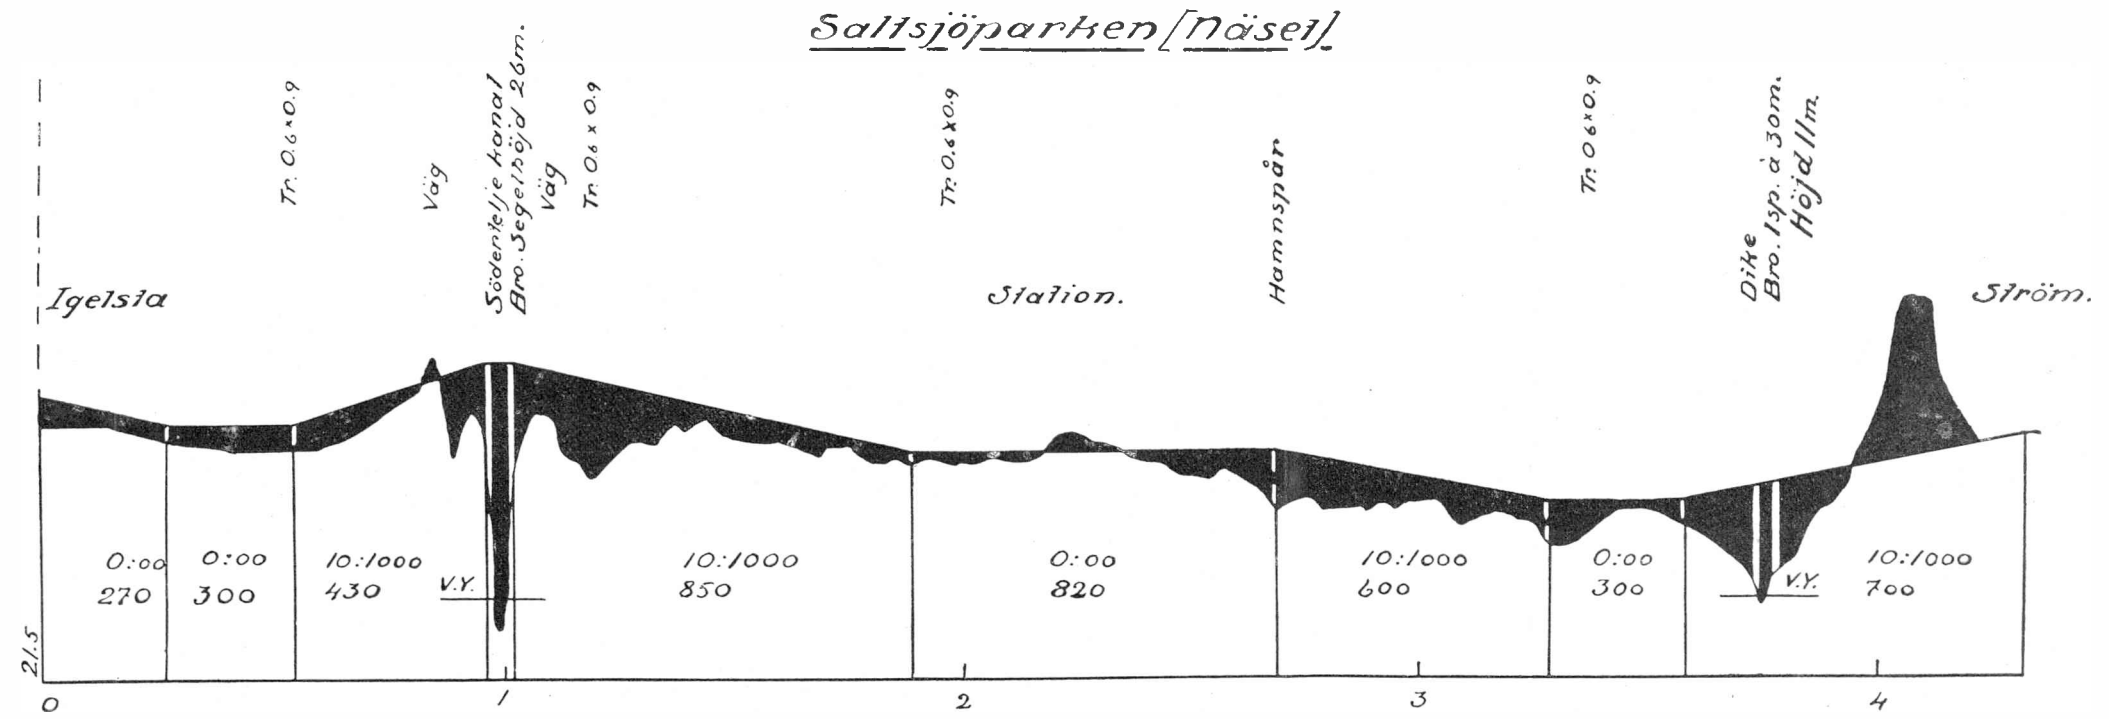 Saltsjöparken [Näset]
Tr. 0.6 × 0.9
Väg
Södertelje kanal
Bro. Segelhöjd 26m.
Väg
Tr. 0.6 × 0.9
Tr. 0.6 × 0.9
Hamnspår
Tr. 0 6 × 0.9
Dike
Bro. 1 sp. à 30m.
Höjd 11m.
Igelsta
Station.
Ström.
0:00
270
0:00
300
10:1000
430
V.Y.
10:1000
850
0:00
820
10:1000
600
0:00
300
V.Y.
10:1000
700
21.5
0 1 2 3 4